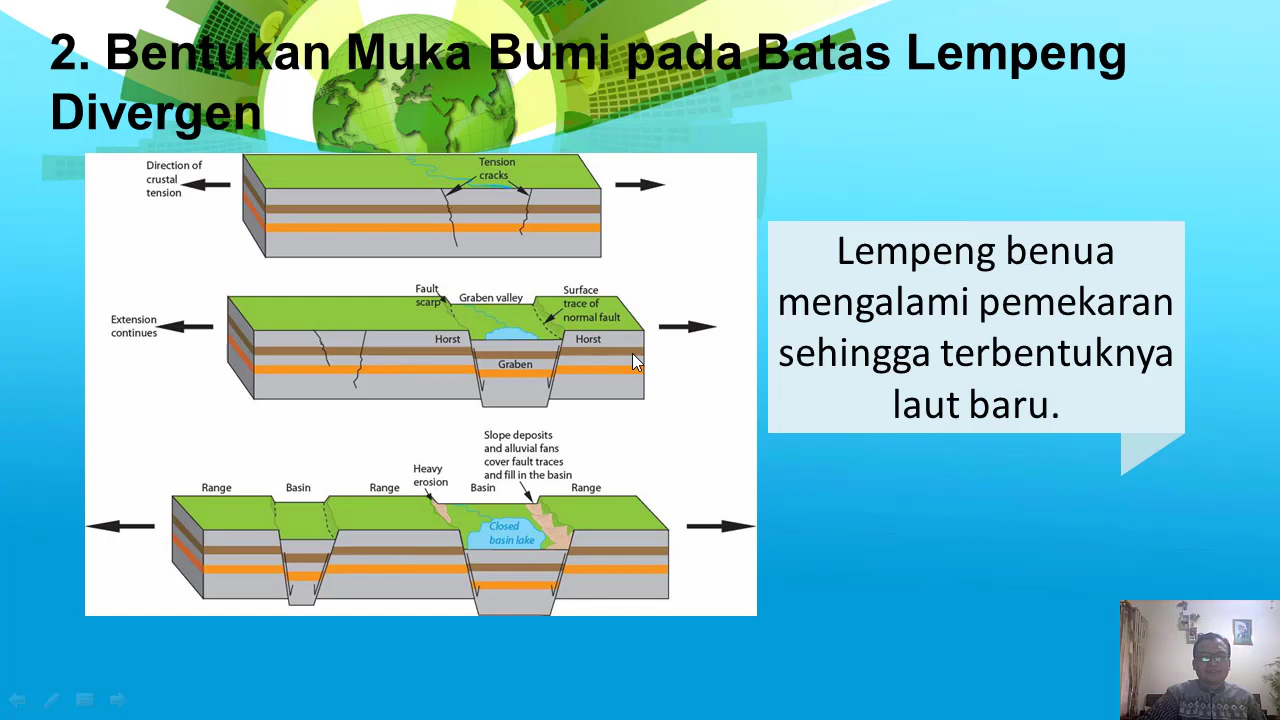 2. Bentukan Muka Bumi pada Batas Lempeng
Divergen
Direction of
crustal
tension
Tension
cracks
Extension
continues
Fault
scarp
Graben valley
Surface
trace of
normal fault
Horst
Horst
Graben
Slope deposits
and alluvial fans
cover fault traces
and fill in the basin
Heavy
erosion
Range
Basin
Range
Basin
Range
Closed
basin lake
Lempeng benua
mengalami pemekaran
sehingga terbentuknya
laut baru.